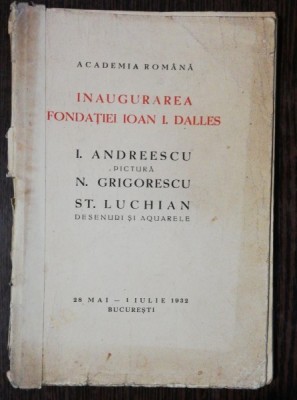 ACADEMIA ROMÂNĂ
INAUGURAREA
FONDAȚIEI IOAN I. DALLES
I. ANDREESCU
PICTURĂ
N. GRIGORESCU
ST. LUCHIAN
DESENURI ȘI AQUARELE
28 MAI — 1 IULIE 1932
BUCUREȘTI